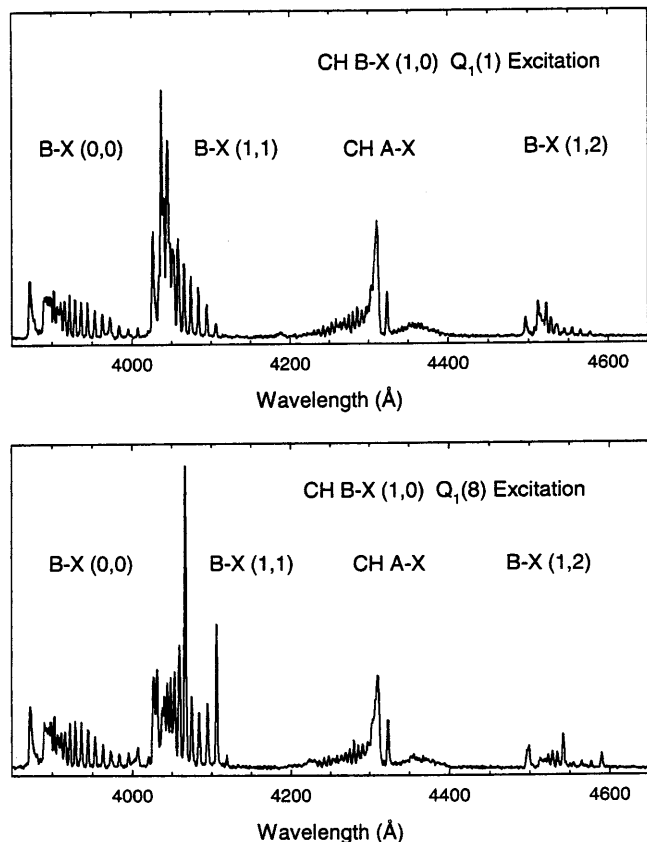 CH B-X (1,0) Q₁(1) Excitation
B-X (0,0) B-X (1,1) CH A-X B-X (1,2)
4000 4200 4400 4600
Wavelength (Å)
CH B-X (1,0) Q₁(8) Excitation
B-X (0,0) B-X (1,1) CH A-X B-X (1,2)
4000 4200 4400 4600
Wavelength (Å)